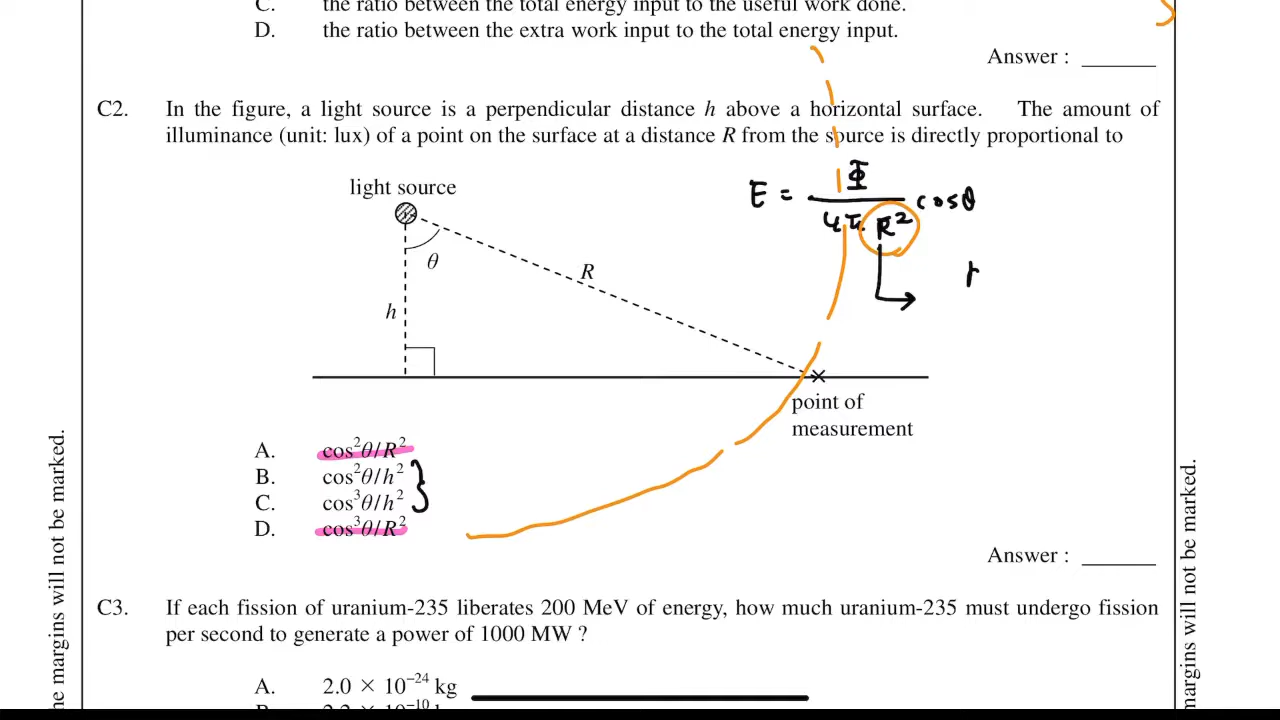 C. the ratio between the total energy input to the useful work done.
D. the ratio between the extra work input to the total energy input.
Answer : ______
C2. In the figure, a light source is a perpendicular distance h above a horizontal surface. The amount of
illuminance (unit: lux) of a point on the surface at a distance R from the source is directly proportional to
light source
E = Φ / 4π R² cosθ
θ
R
h
point of
measurement
A. cos²θ/R²
B. cos²θ/h²
C. cos³θ/h²
D. cos³θ/R²
Answer : ______
C3. If each fission of uranium-235 liberates 200 MeV of energy, how much uranium-235 must undergo fission
per second to generate a power of 1000 MW ?
A. 2.0 × 10⁻²⁴ kg
margins will not be marked.
margins will not be marked.